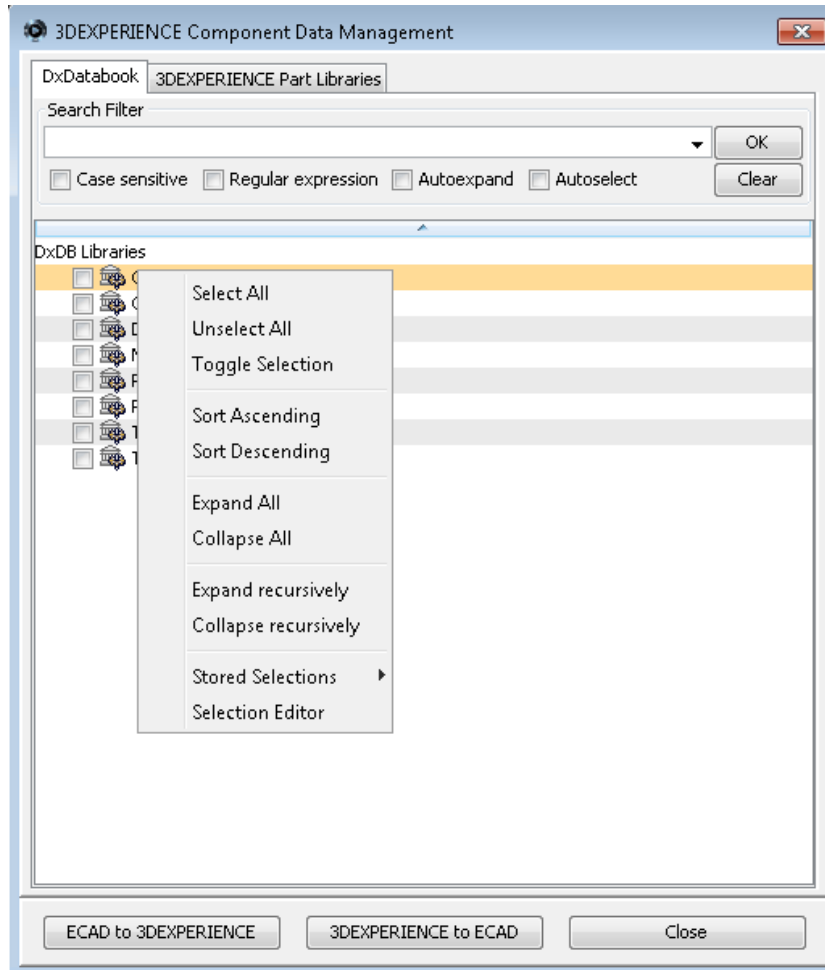 3DEXPERIENCE Component Data Management
DxDatabook
3DEXPERIENCE Part Libraries
Search Filter
OK
Case sensitive
Regular expression
Autoexpand
Autoselect
Clear
DxDB Libraries
Select All
Unselect All
Toggle Selection
Sort Ascending
Sort Descending
Expand All
Collapse All
Expand recursively
Collapse recursively
Stored Selections
Selection Editor
ECAD to 3DEXPERIENCE
3DEXPERIENCE to ECAD
Close